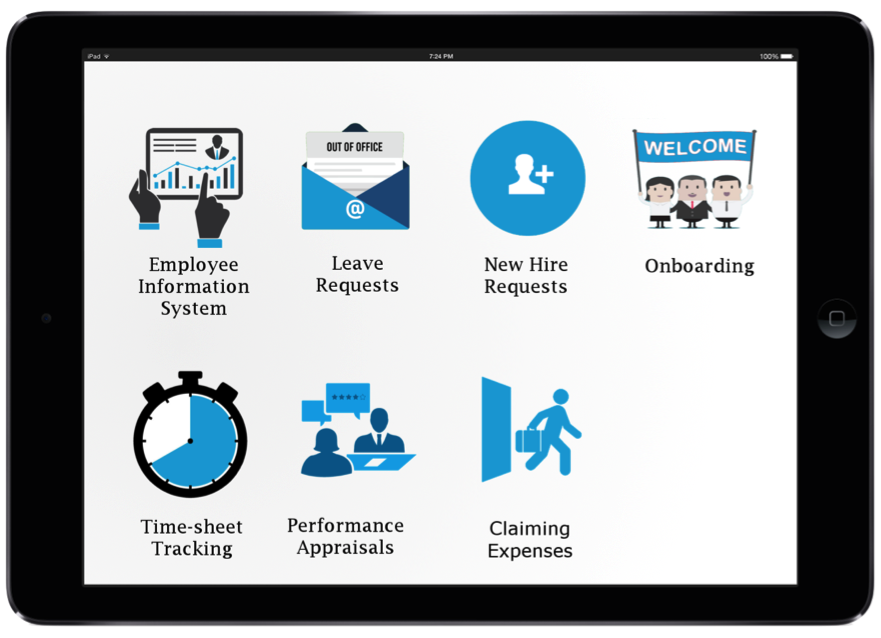 iPad
7:24 PM
100%
OUT OF OFFICE
@
WELCOME
Employee
Information
System
Leave
Requests
New Hire
Requests
Onboarding
Time-sheet
Tracking
Performance
Appraisals
Claiming
Expenses